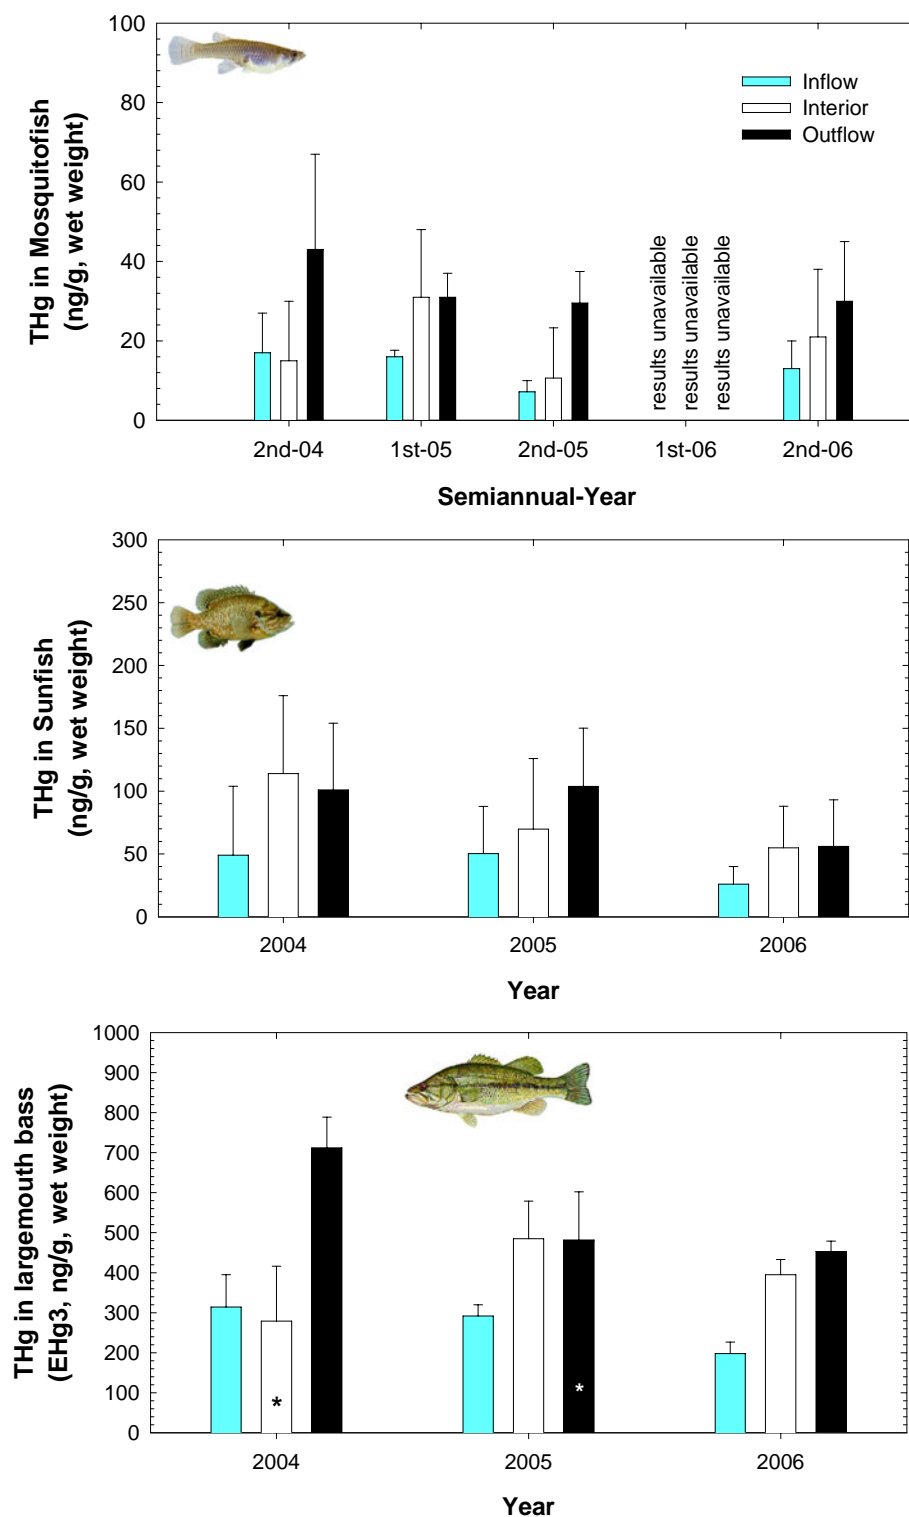 100
80
60
40
20
0
THg in Mosquitofish
(ng/g, wet weight)
Inflow
Interior
Outflow
results unavailable
results unavailable
results unavailable
2nd-04 1st-05 2nd-05 1st-06 2nd-06
Semiannual-Year
300
250
200
150
100
50
0
THg in Sunfish
(ng/g, wet weight)
2004 2005 2006
Year
1000
900
800
700
600
500
400
300
200
100
0
THg in largemouth bass
(EHg3, ng/g, wet weight)
*
*
2004 2005 2006
Year